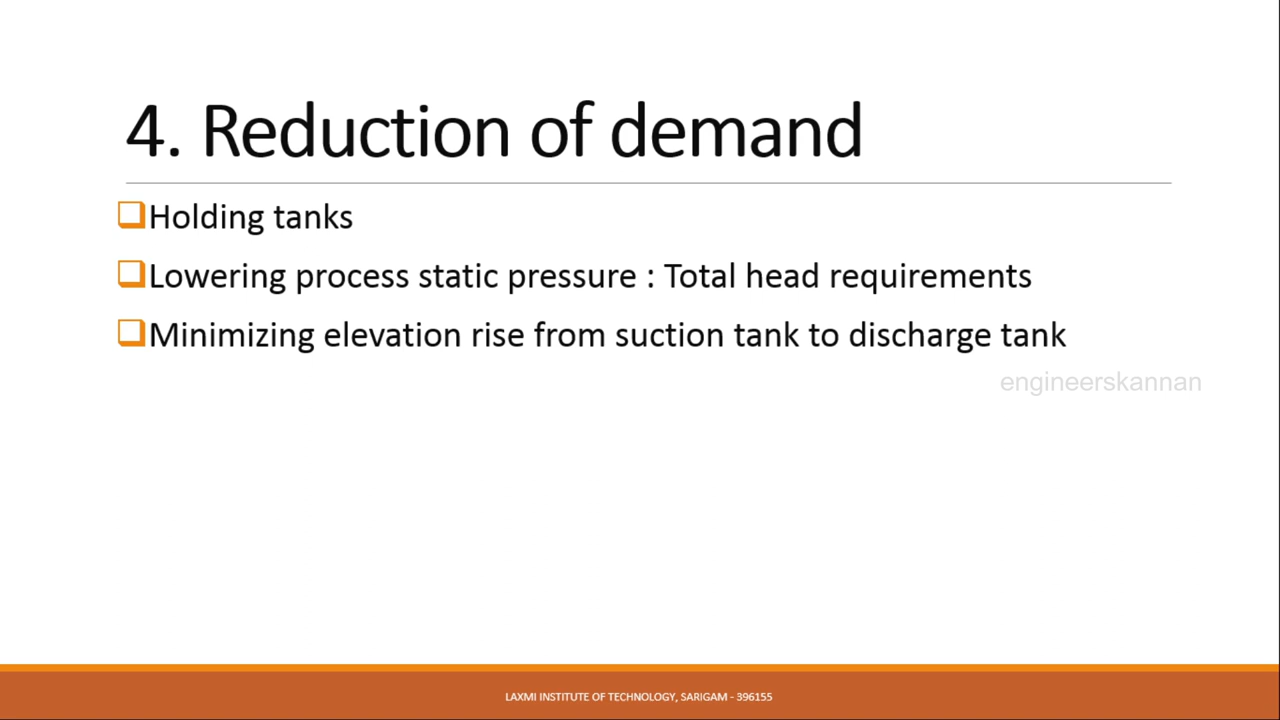 4. Reduction of demand
Holding tanks
Lowering process static pressure : Total head requirements
Minimizing elevation rise from suction tank to discharge tank
engineerskannan
LAXMI INSTITUTE OF TECHNOLOGY, SARIGAM - 396155